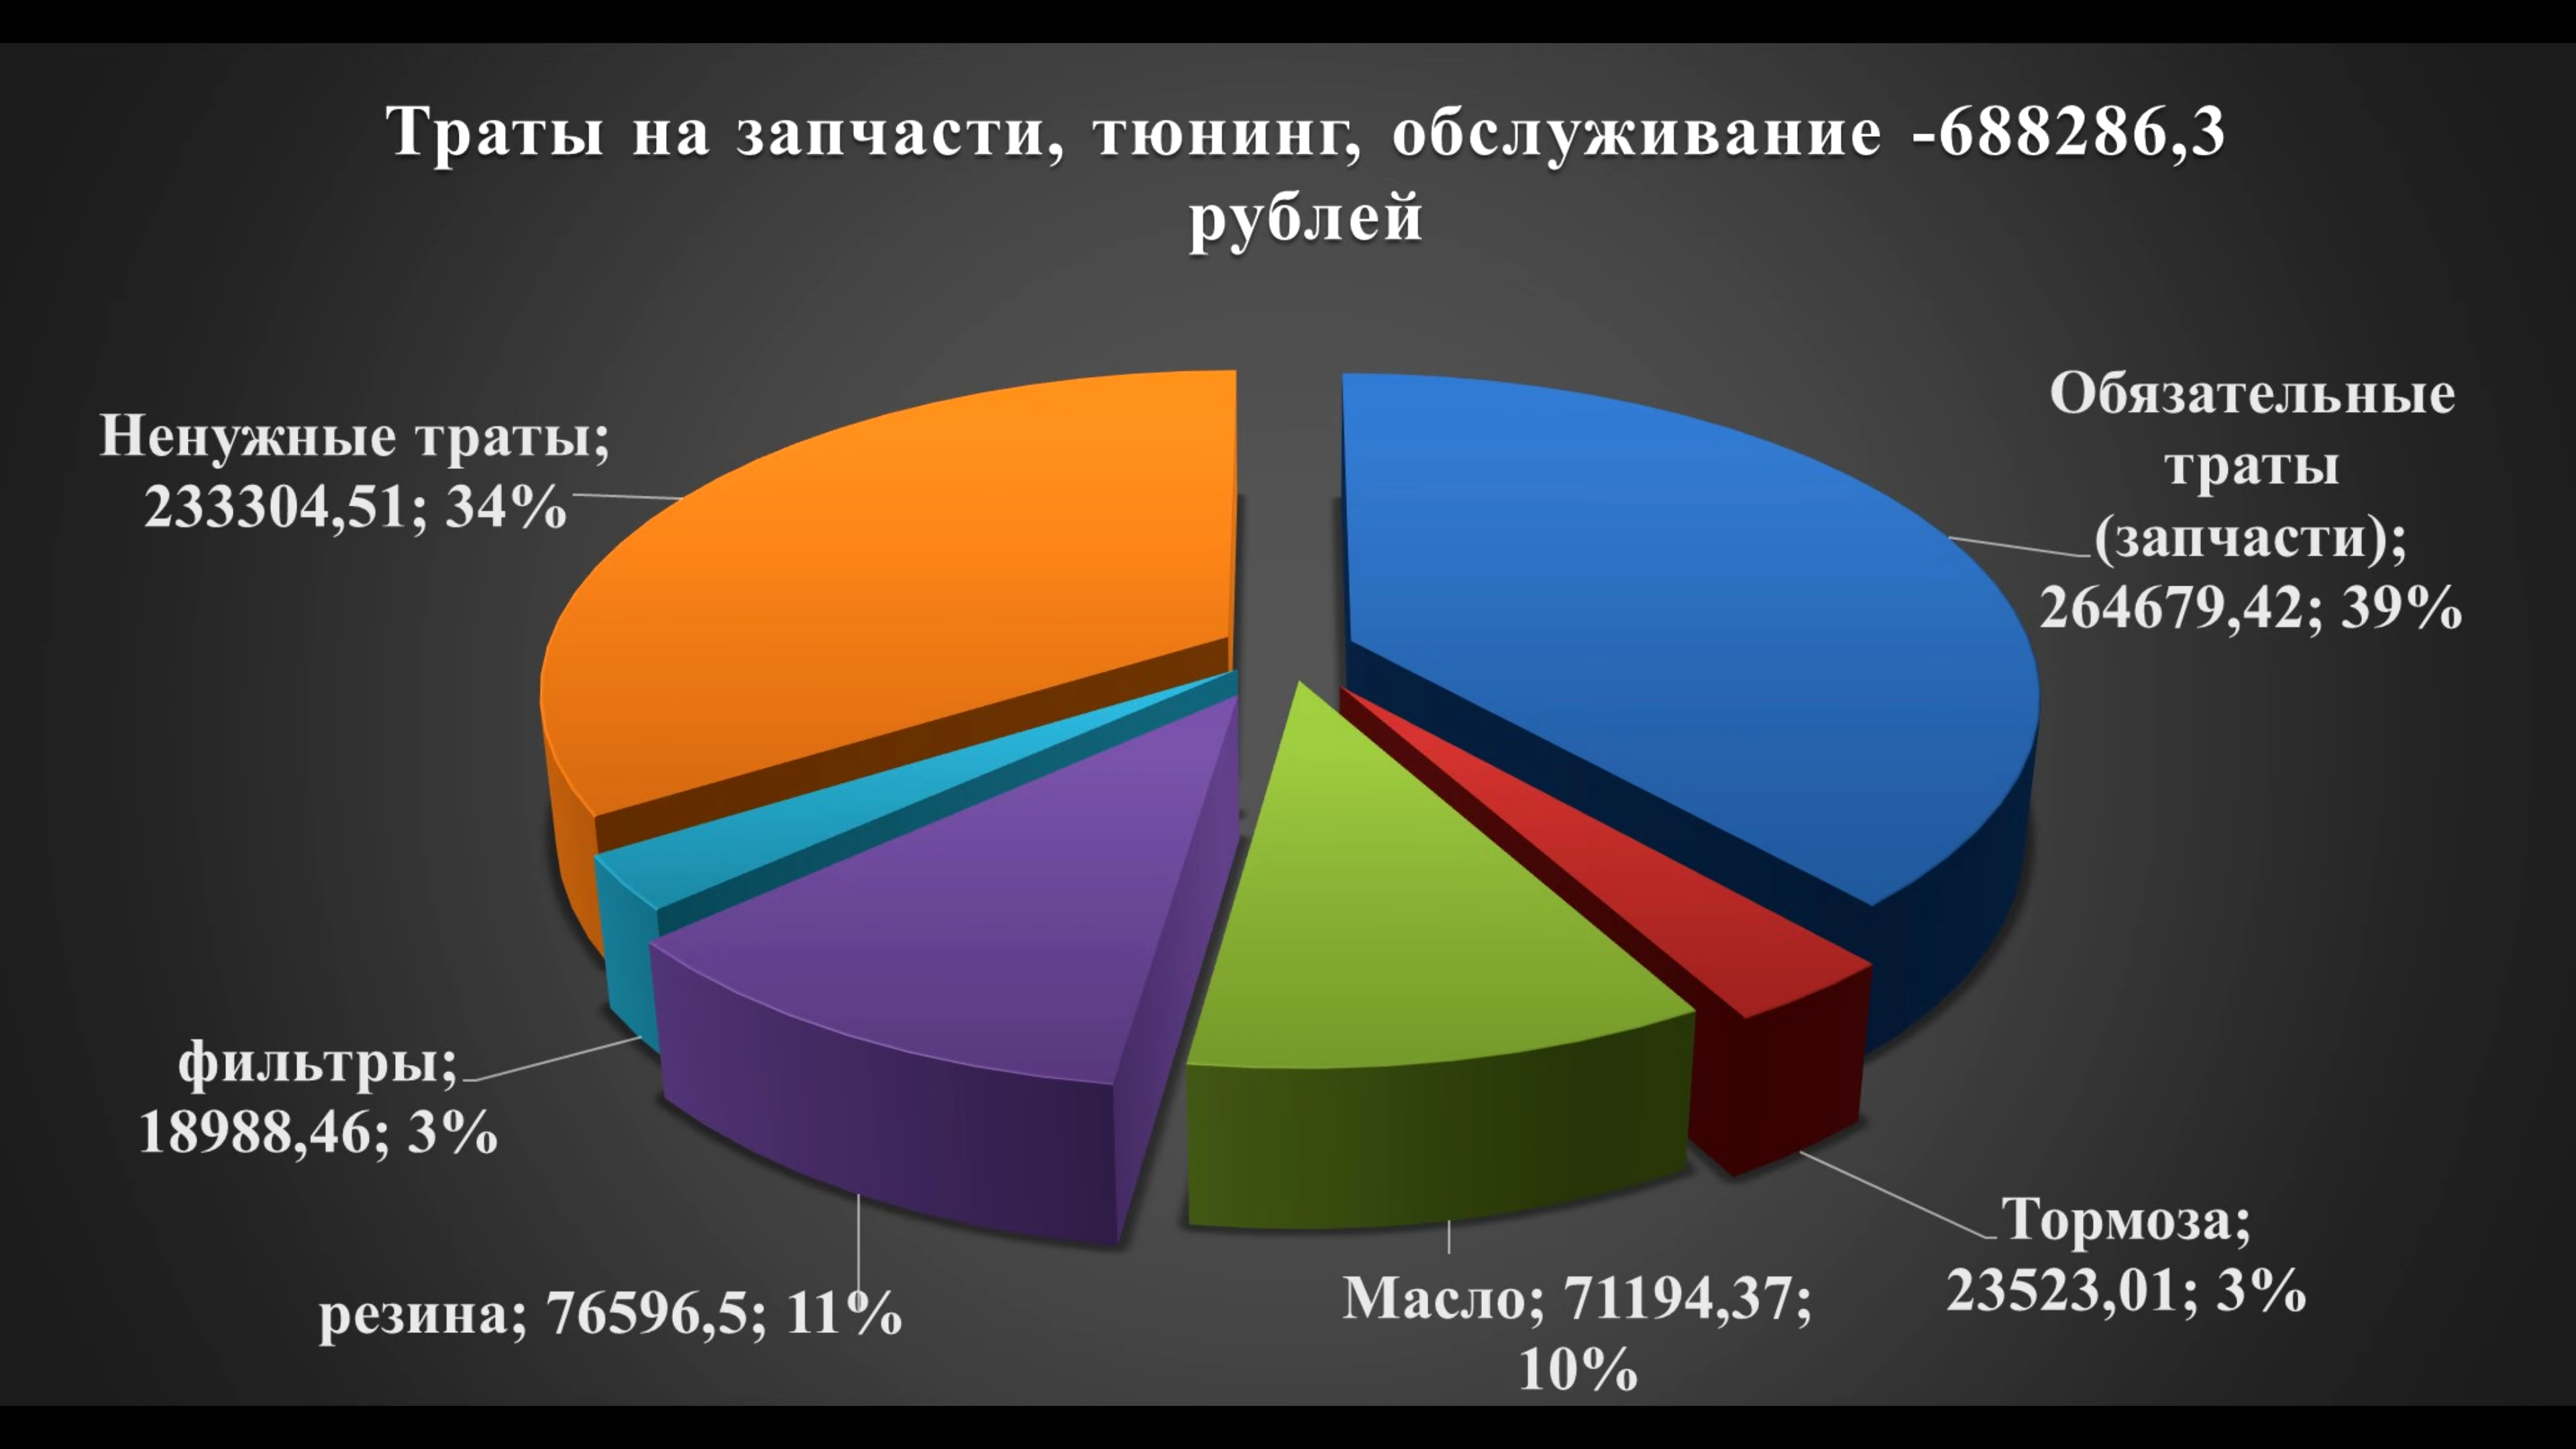 Траты на запчасти, тюнинг, обслуживание -688286,3
рублей
Ненужные траты;
233304,51; 34%
Обязательные
траты
(запчасти);
264679,42; 39%
фильтры;
18988,46; 3%
резина; 76596,5; 11%
Масло; 71194,37;
10%
Тормоза;
23523,01; 3%